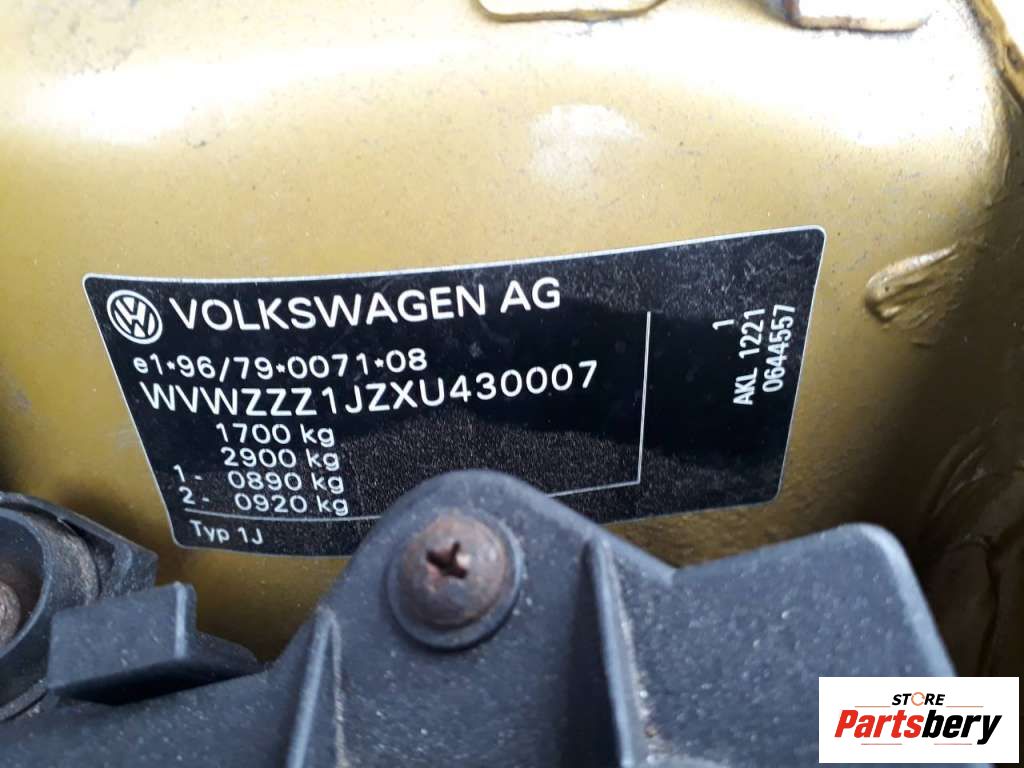 VOLKSWAGEN AG
e1*96/79*0071*08
WVWZZZ1JZXU430007
1700 kg
2900 kg
1- 0890 kg
2- 0920 kg
Typ 1J
1
AKL 1221
0644557
STORE
Partsbery